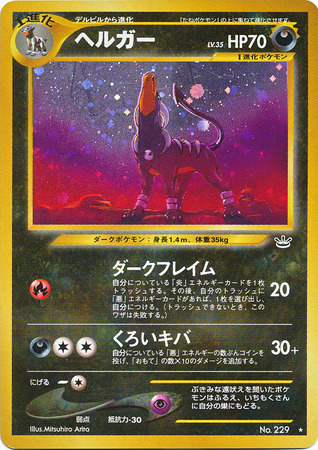 1進化
デルビルから進化
「たねポケモン」の上に重ねて進化させます。
ヘルガー
LV.35 HP70
1進化ポケモン
ダークポケモン：身長1.4m、体重35kg
ダークフレイム
20
自分についている「炎」エネルギーカードを1枚
トラッシュする。その後、自分のトラッシュに
「悪」エネルギーカードがあれば、1枚を選び出し、
自分につける。（トラッシュできないとき、この
ワザは失敗する。）
くろいキバ
30+
自分についている「悪」エネルギーの数ぶんコインを
投げ、「おもて」の数×10のダメージを追加する。
にげる
弱点
抵抗力-30
ぶきみな遠吠えを聞いたポケ
モンはふるえ、いちもくさん
に自分の巣にもどる。
Illus.Mitsuhiro Arita
No. 229 ★